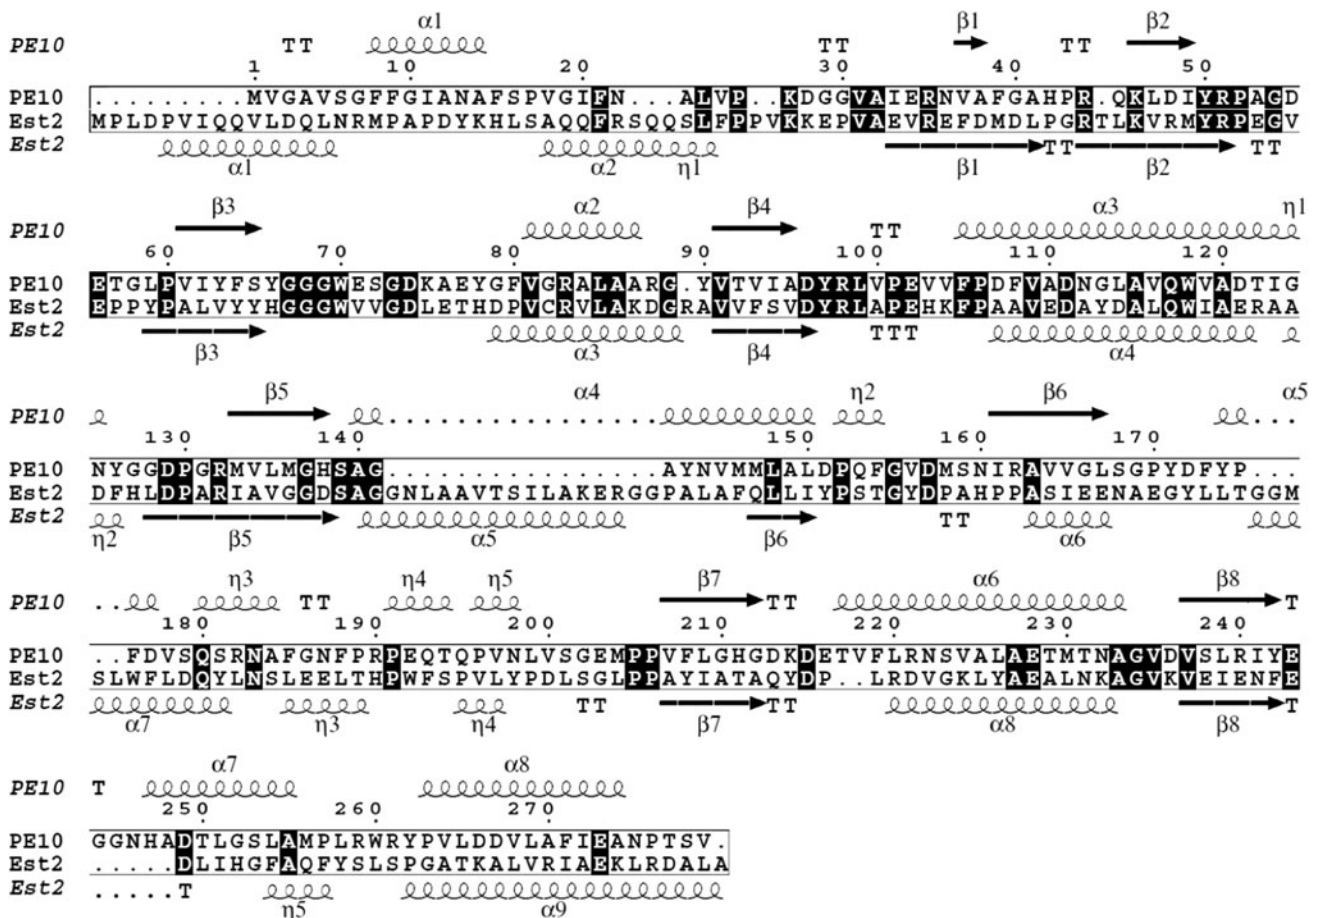 α1 β1 β2
PE10 TT TT TT
1 10 20 30 40 50
PE10 .........MVGAVSGFFGIANAFSPVGIFN...ALVP..KDGGVAIERNVAFGAHPR.QKLDIYRPAGD
Est2 MPLDPVIQQVLDQLNRMPAPDYKHLSAQQFRSQQSLFPPVKKEPVAEVREFDMDLPGRTLKVRMYRPEGV
Est2 TT TT
α1 α2 η1 β1 β2
β3 α2 β4 α3 η1
PE10 TT
60 70 80 90 100 110 120
PE10 ETGLPVIYFSYGGGWESGDKAEYGFVGRALAARG.YVTVIADYRLVPEVVFPDFVADNGLAVQWVADTIG
Est2 EPPYPALVYYHGGGWVVGDLETHDPVCRVLAKDGRAVVFSVDYRLAPEHKFPAAVEDAYDALQWIAERAA
Est2 TTT
β3 α3 β4 α4
β5 α4 η2 β6 α5
PE10 ................ ...
130 140 150 160 170
PE10 NYGGDPGRMVLMGHSAG................AYNVMMLALDPQFGVDMSNIRAVVGLSGPYDFYP...
Est2 DFHLDPARIAVGGDSAGGNLAAVTSILAKERGGPALAFQLLIYPSTGYDPAHPPASIEENAEGYLLTGGM
Est2 TT
η2 β5 α5 β6 α6
η3 η4 η5 β7 α6 β8
PE10 .. TT TT T
180 190 200 210 220 230 240
PE10 ..FDVSQSRNAFGNFPRPEQTQPVNLVSGEMPPVFLGHGDKDETVFLRNSVALAETMTNAGVDVSLRIYE
Est2 SLWFLDQYLNSLEELTHPWFSPVLYPDLSGLPPAYIATAQYDP..LRDVGKLYAEALNKAGVKVEIENFE
Est2 TT TT T
α7 η3 η4 β7 α8 β8
α7 α8
PE10 T
250 260 270
PE10 GGNHADTLGSLAMPLRWRYPVLDDVLAFIEANPTSV.
Est2 .....DLIHGFAQFYSLSPGATKALVRIAEKLRDALA
Est2 .....T
η5 α9